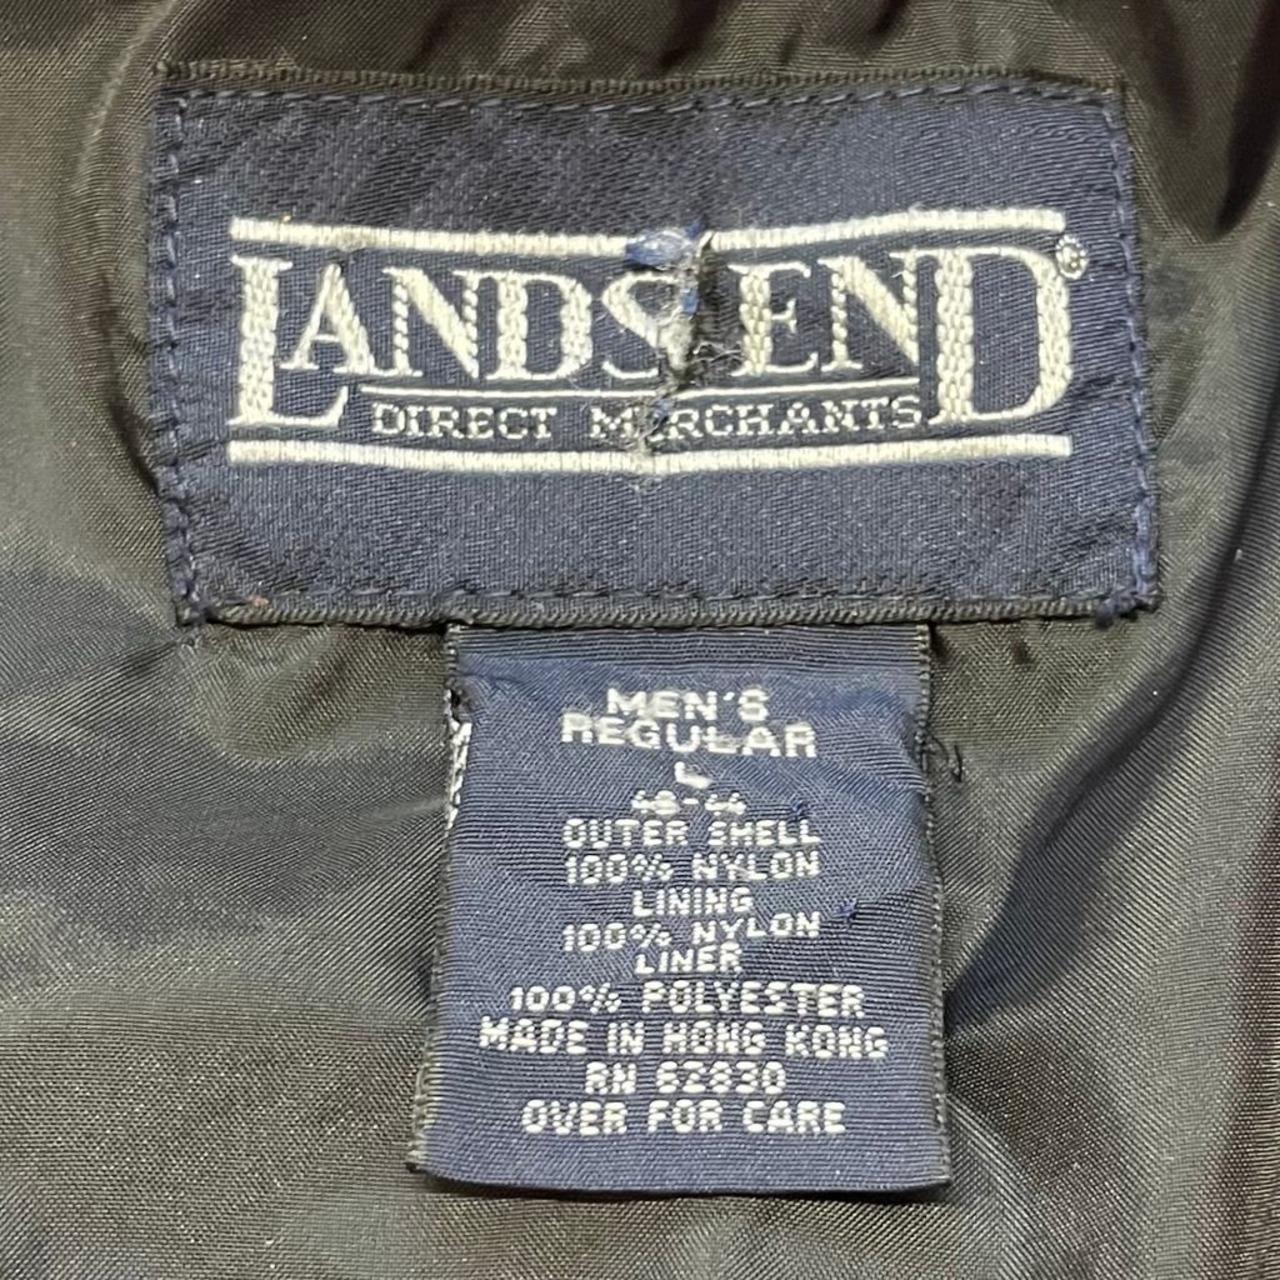 LANDS' END®
DIRECT MERCHANTS
MEN'S
REGULAR
L
OUTER SHELL
100% NYLON
LINING
100% NYLON
LINER
100% POLYESTER
MADE IN HONG KONG
RN 62830
OVER FOR CARE